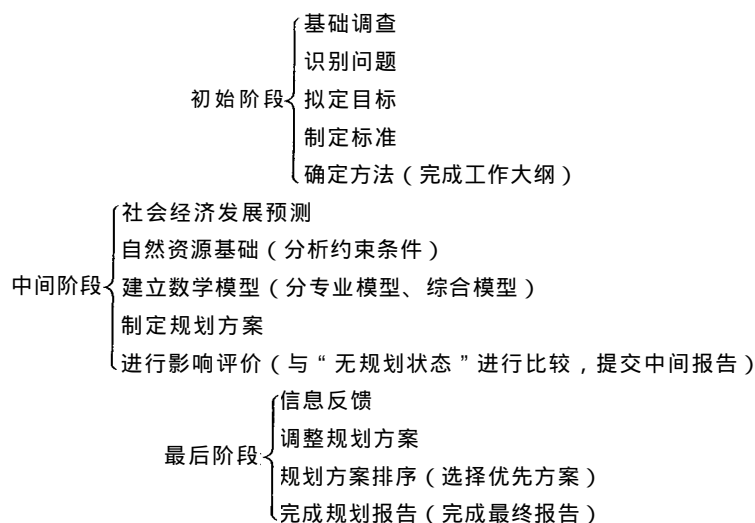 基础调查
识别问题
初始阶段
拟定目标
制定标准
确定方法（完成工作大纲）
社会经济发展预测
自然资源基础（分析约束条件）
中间阶段
建立数学模型（分专业模型、综合模型）
制定规划方案
进行影响评价（与“无规划状态”进行比较，提交中间报告）
信息反馈
调整规划方案
最后阶段
规划方案排序（选择优先方案）
完成规划报告（完成最终报告）